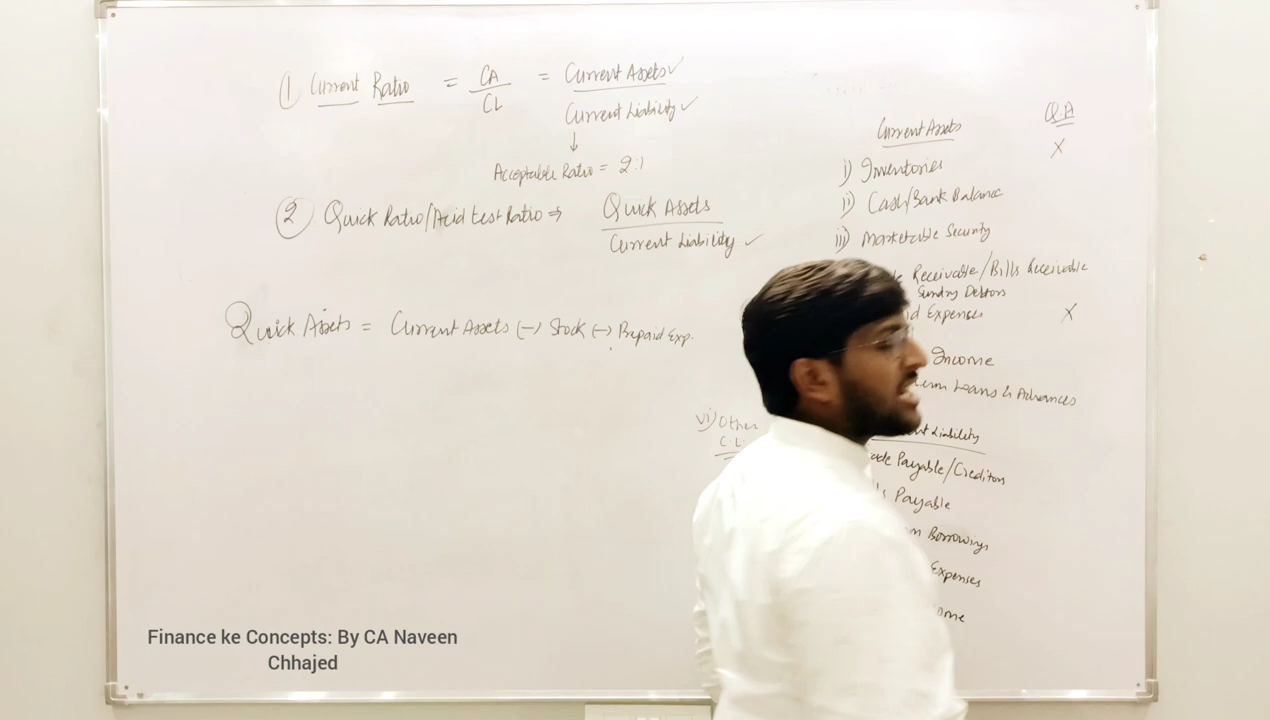 ① Current Ratio = CA / CL = Current Assets ✓ / Current Liability ✓
↓
Acceptable Ratio = 2:1
② Quick Ratio/Acid test Ratio ⇒ Quick Assets / Current Liability ✓
Quick Assets = Current Assets (-) Stock (-) Prepaid Exp.
Current Assets
Q.A
i) Inventories X
ii) Cash/Bank Balance
iii) Marketable Security
Receivable/Bills Receivable
Sundry Debtors
Expenses X
Income
Loans & Advances
Liability
Payable/Creditors
Payable
Borrowings
Expenses
vi) Other
C.L.
Finance ke Concepts: By CA Naveen
Chhajed